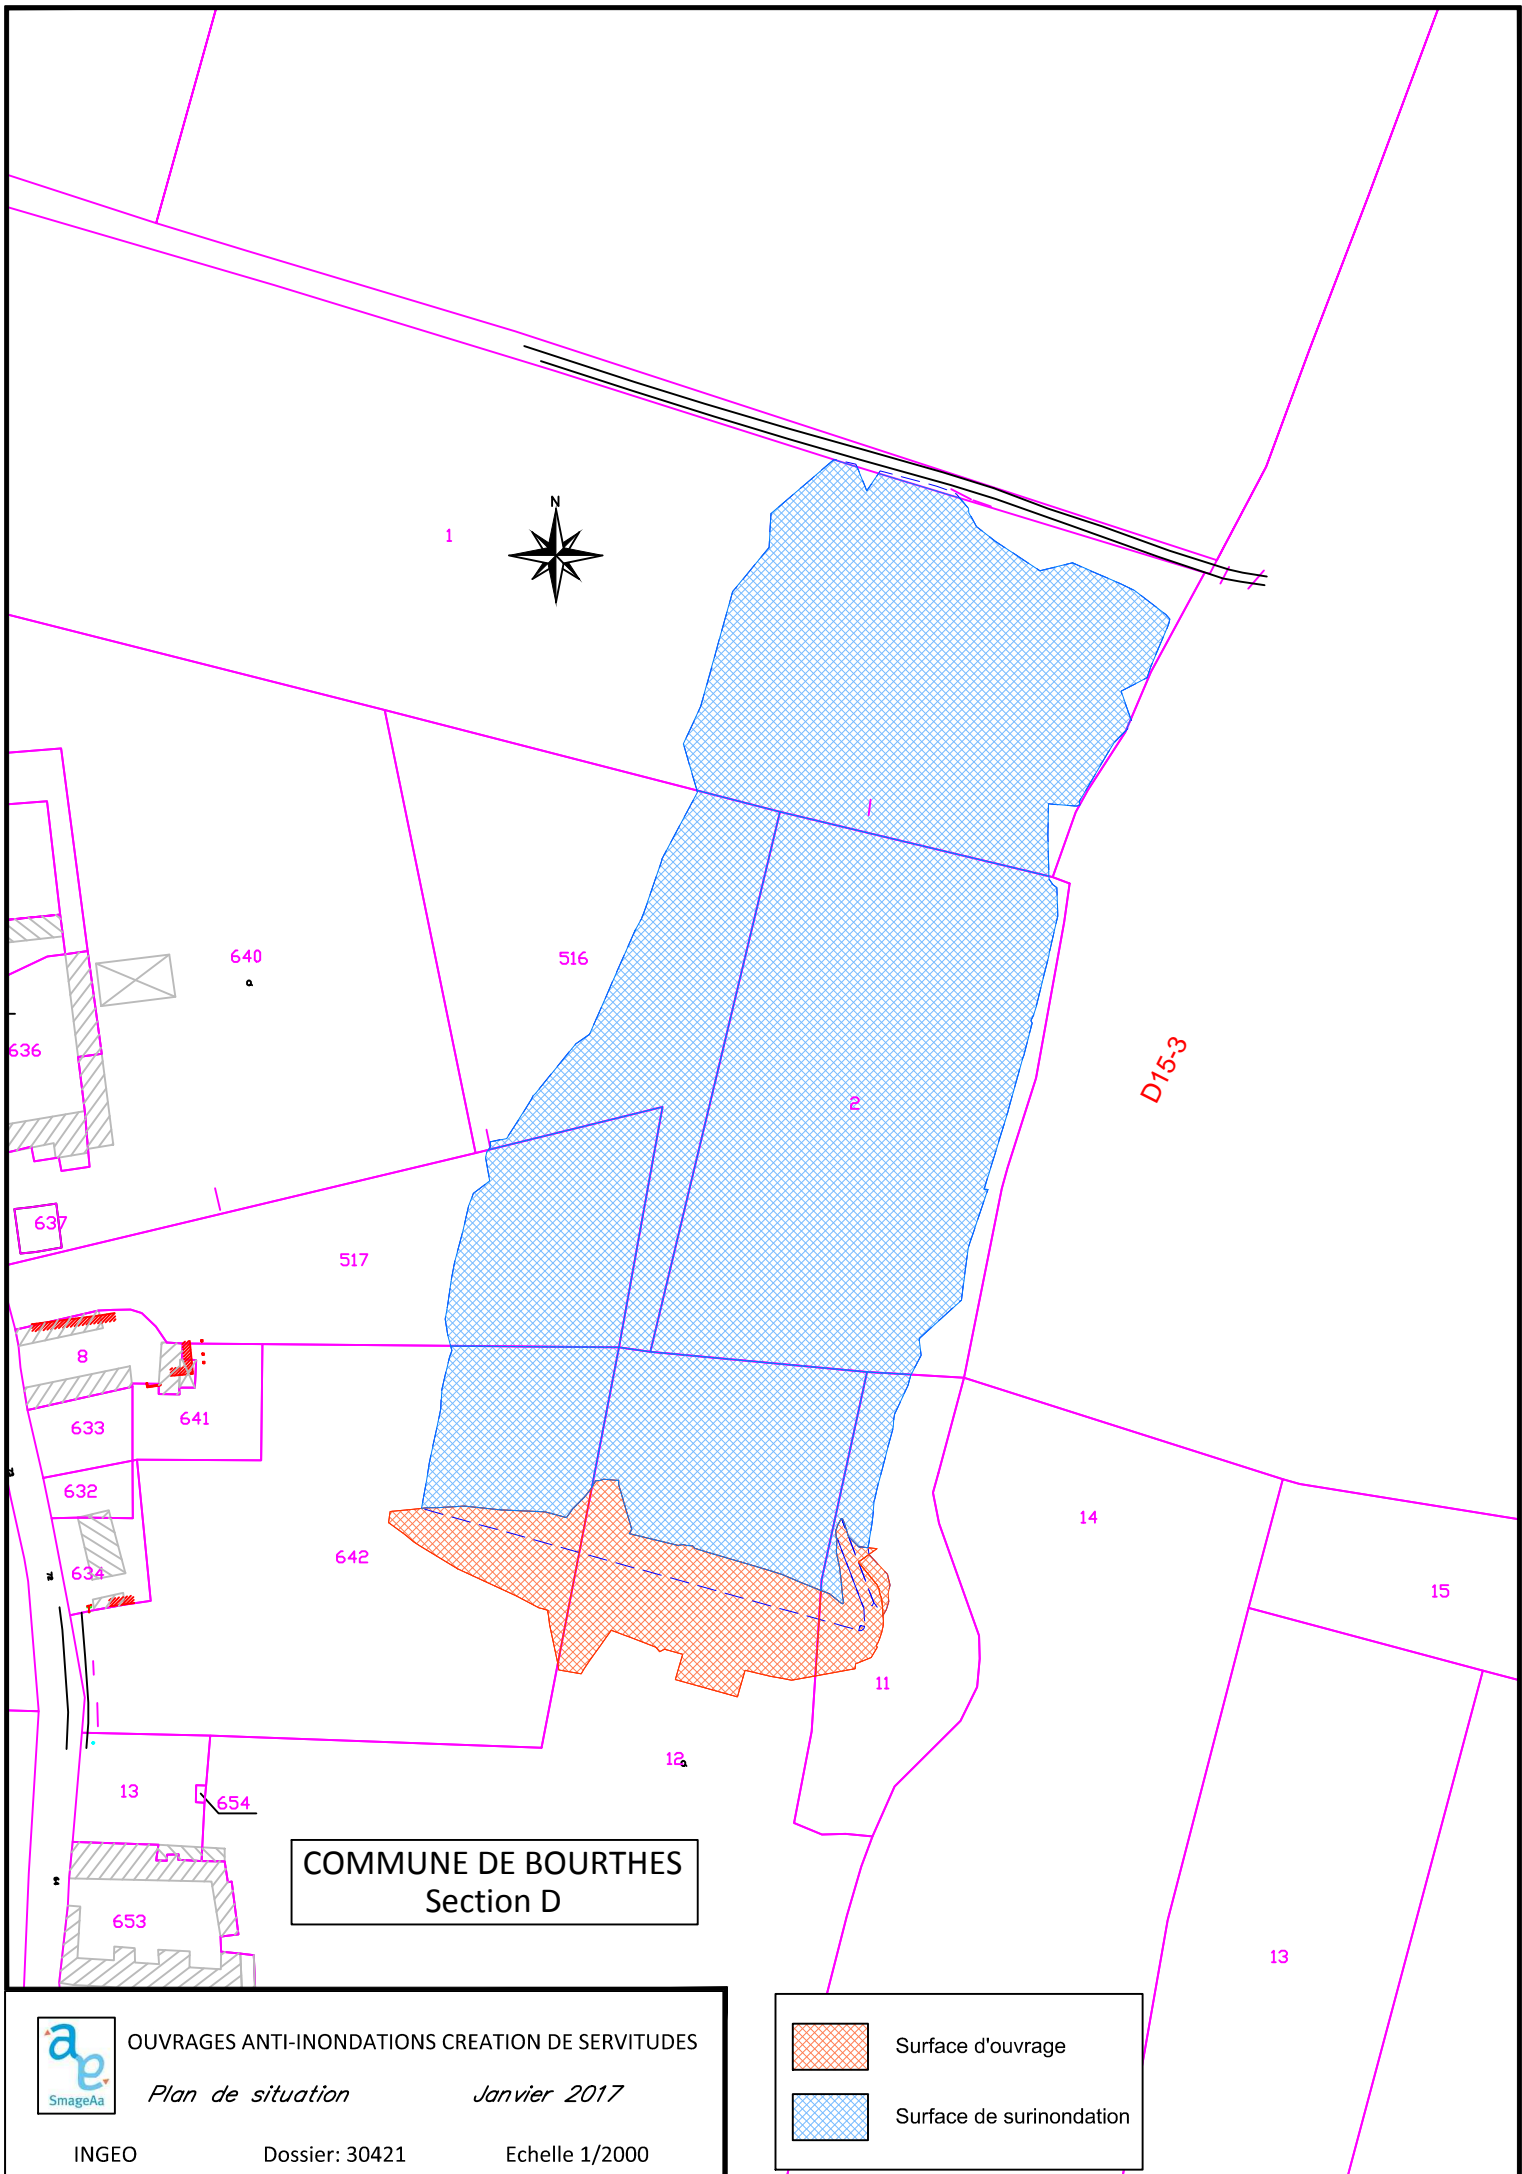 N
1
640
a
516
636
2
D15-3
637
517
8
641
633
632
14
642
634
15
11
12
a
13
654
COMMUNE DE BOURTHES
Section D
653
13
OUVRAGES ANTI-INONDATIONS CREATION DE SERVITUDES
SmageAa
Plan de situation
Janvier 2017
INGEO
Dossier: 30421
Echelle 1/2000
Surface d'ouvrage
Surface de surinondation